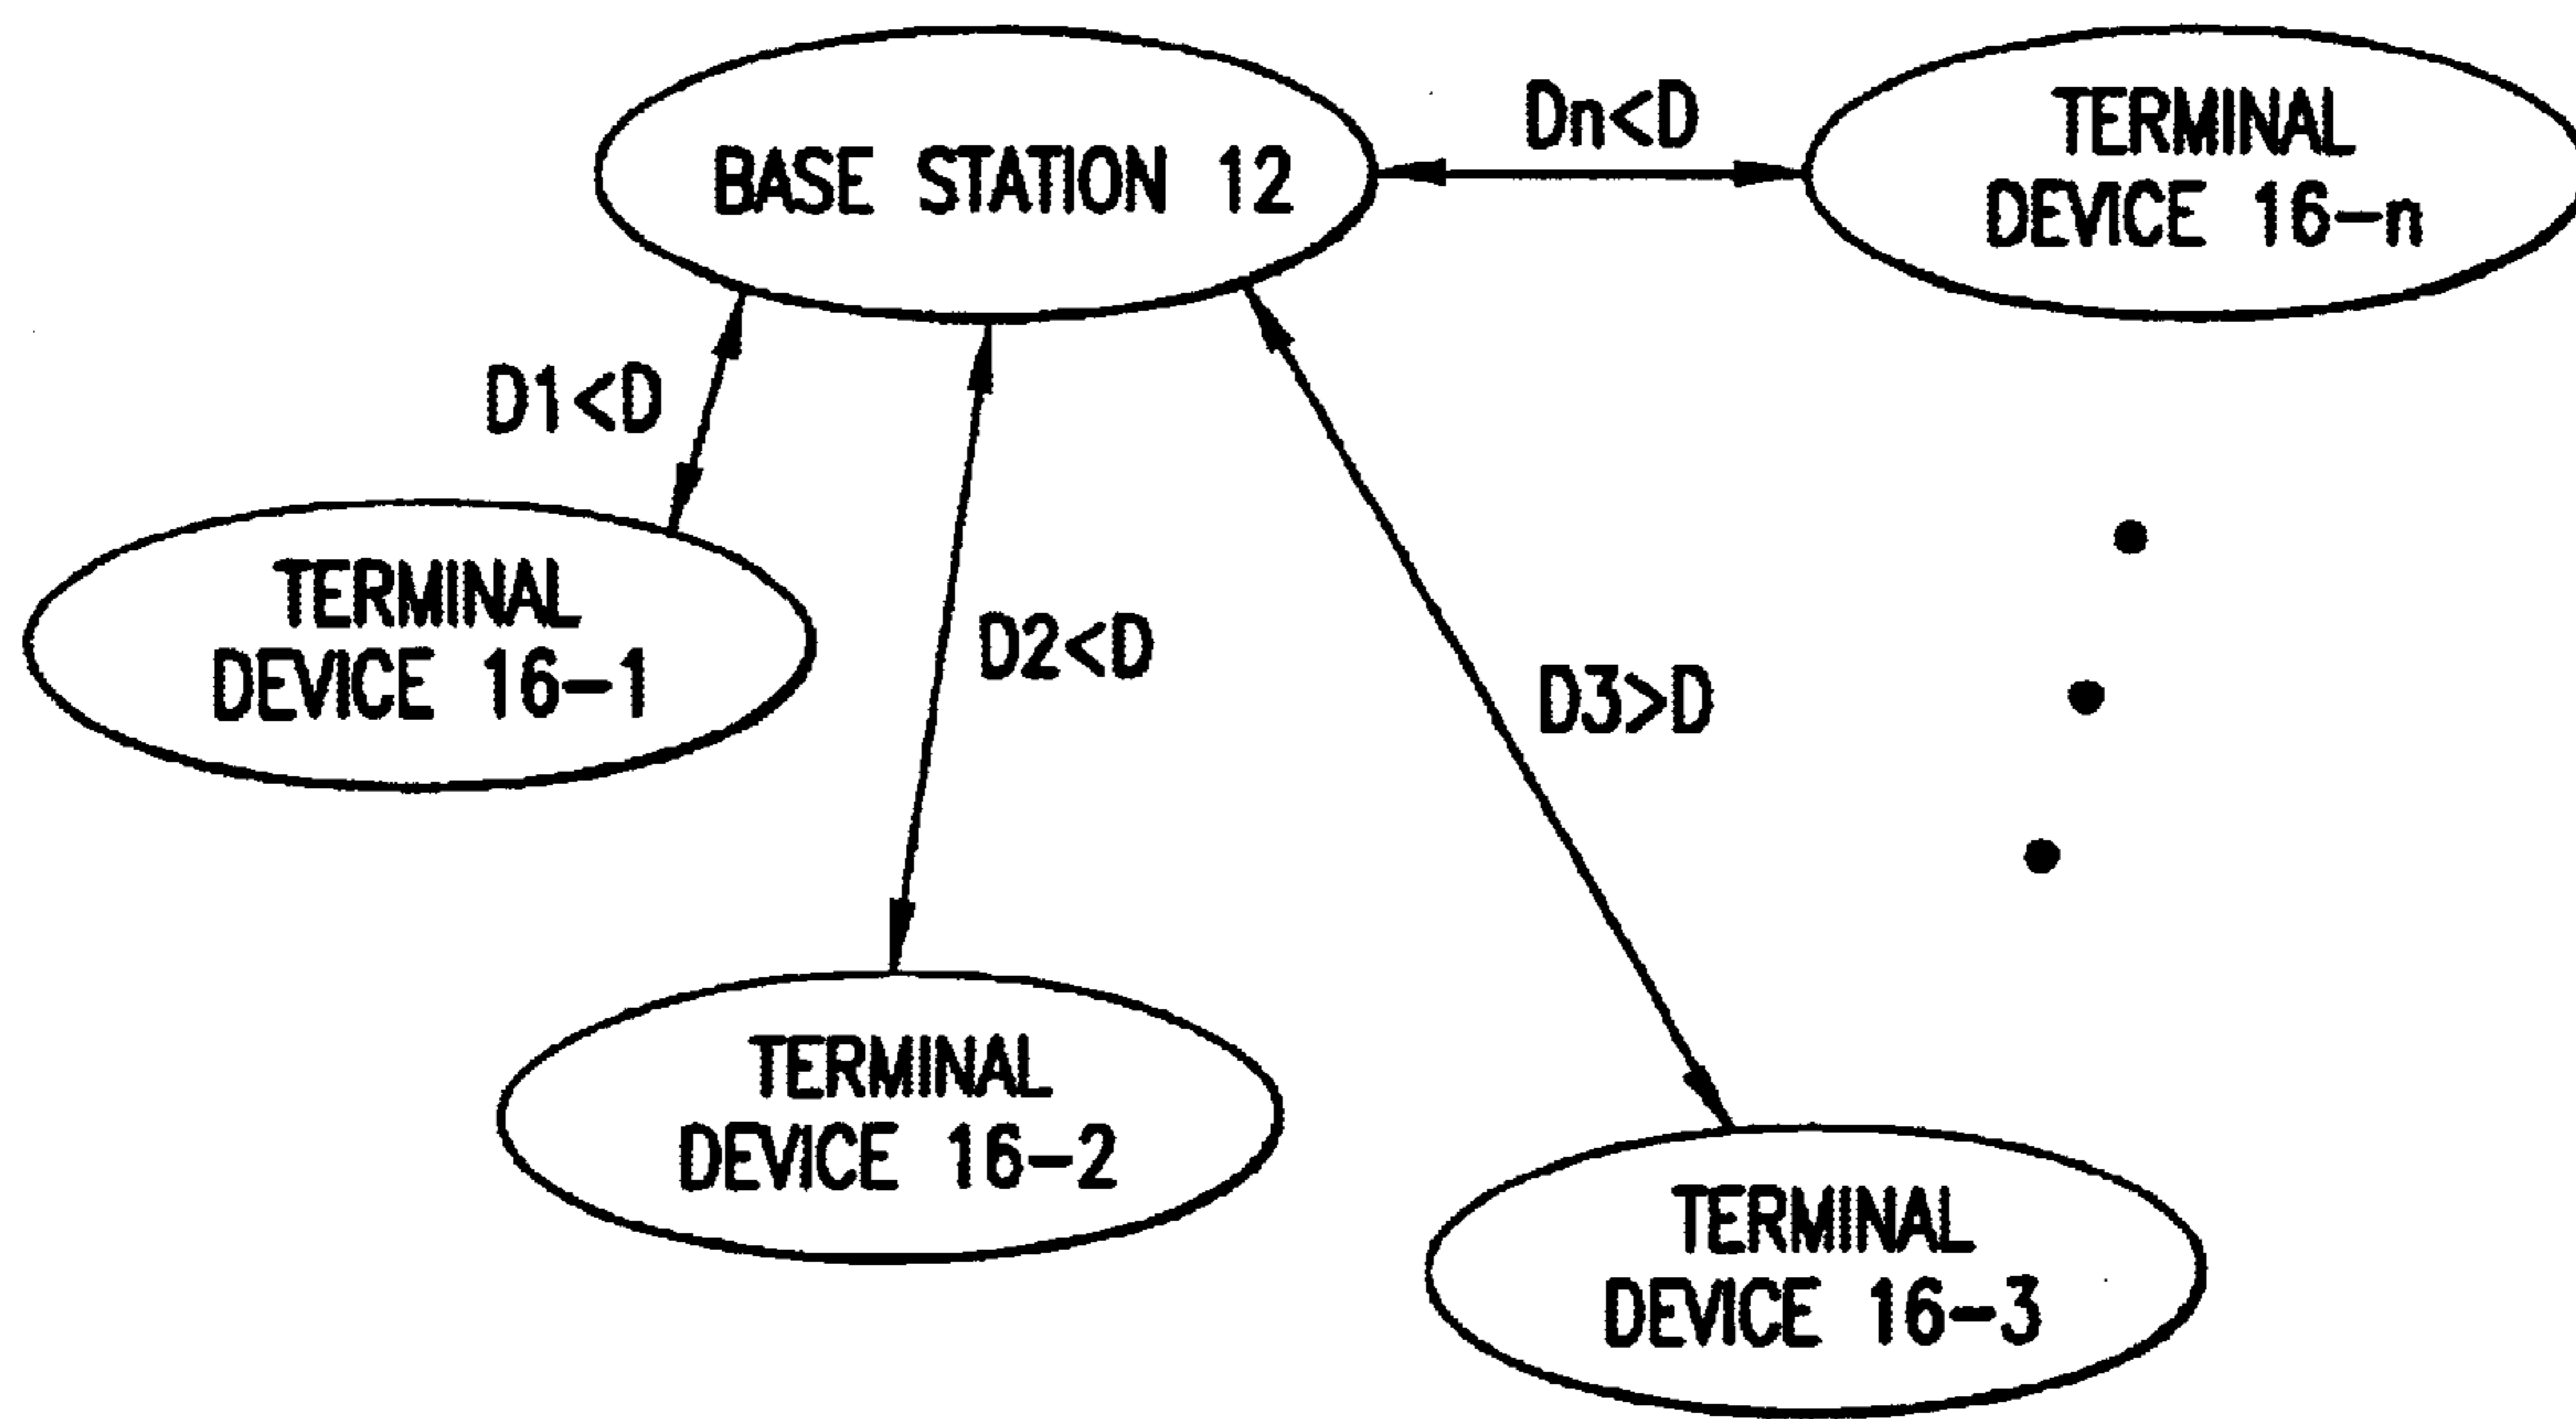 BASE STATION 12
Dn<D
TERMINAL
DEVICE 16-n
D1<D
TERMINAL
DEVICE 16-1
D2<D
D3>D
TERMINAL
DEVICE 16-2
TERMINAL
DEVICE 16-3